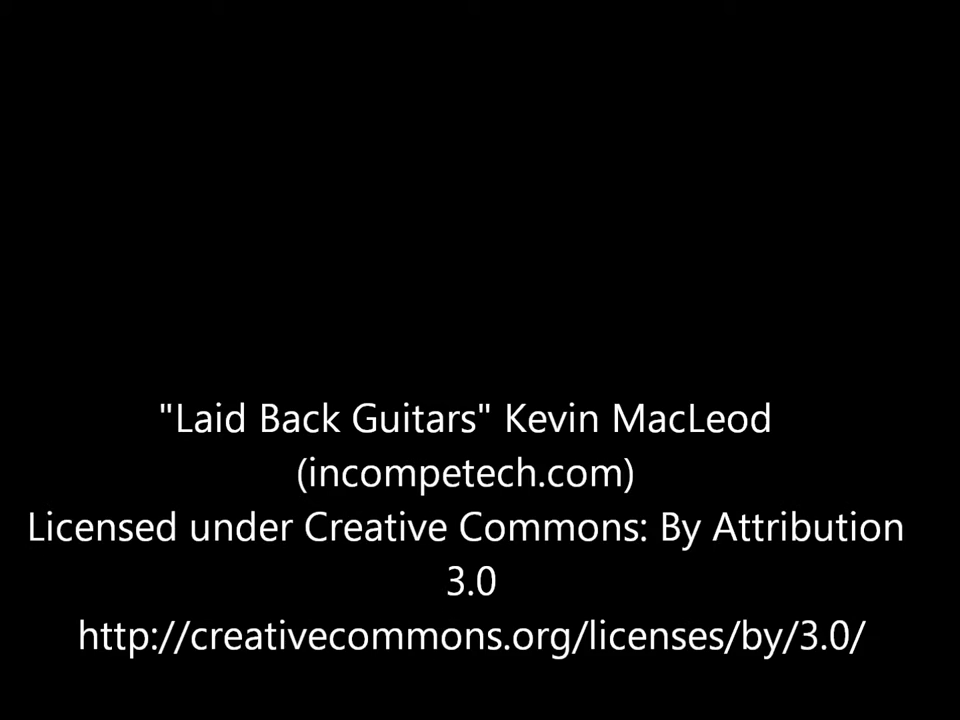 "Laid Back Guitars" Kevin MacLeod
(incompetech.com)
Licensed under Creative Commons: By Attribution
3.0
http://creativecommons.org/licenses/by/3.0/